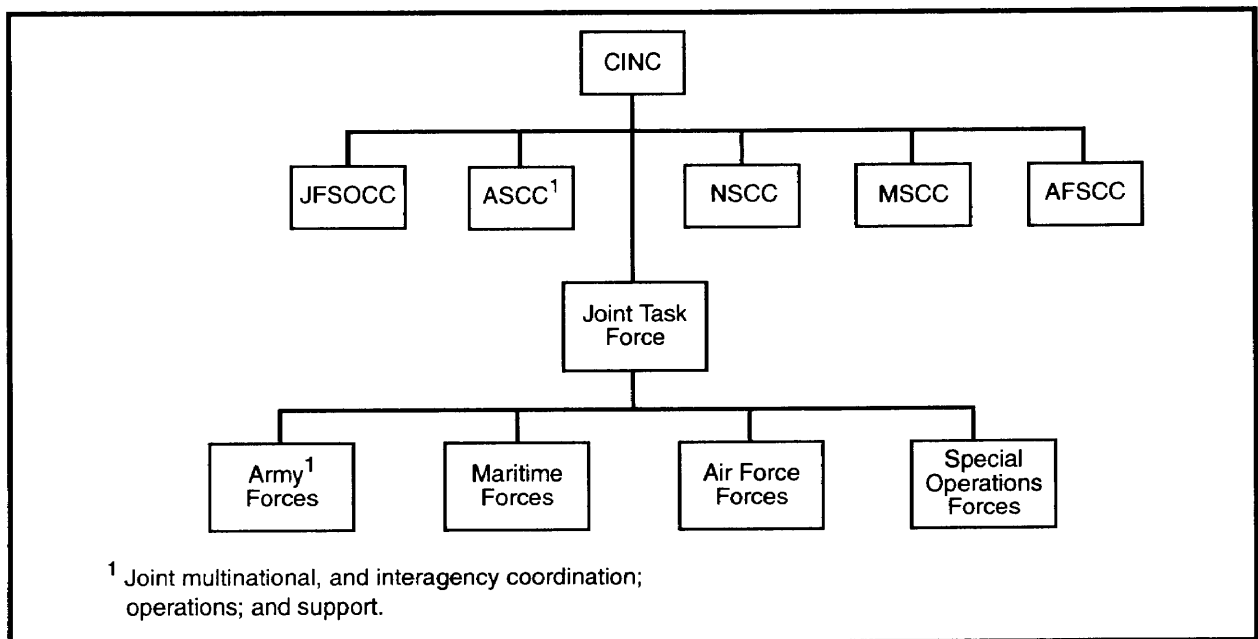 CINC
JFSOCC
ASCC¹
NSCC
MSCC
AFSCC
Joint Task
Force
Army¹
Forces
Maritime
Forces
Air Force
Forces
Special
Operations
Forces
¹ Joint multinational, and interagency coordination;
operations; and support.